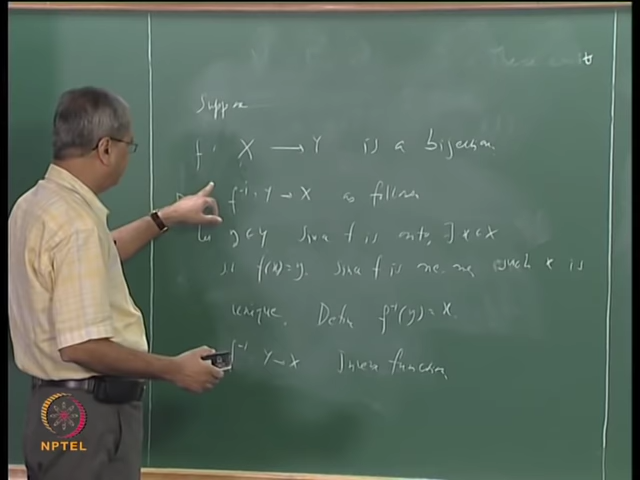 Suppose
f : X → Y is a bijection
f⁻¹ : Y → X as follows
Let y ∈ Y Since f is onto, ∃ x ∈ X
st f(x) = y. Since f is one-one such x is
unique. Define f⁻¹(y) = x.
f⁻¹ : Y → X Inverse function
NPTEL